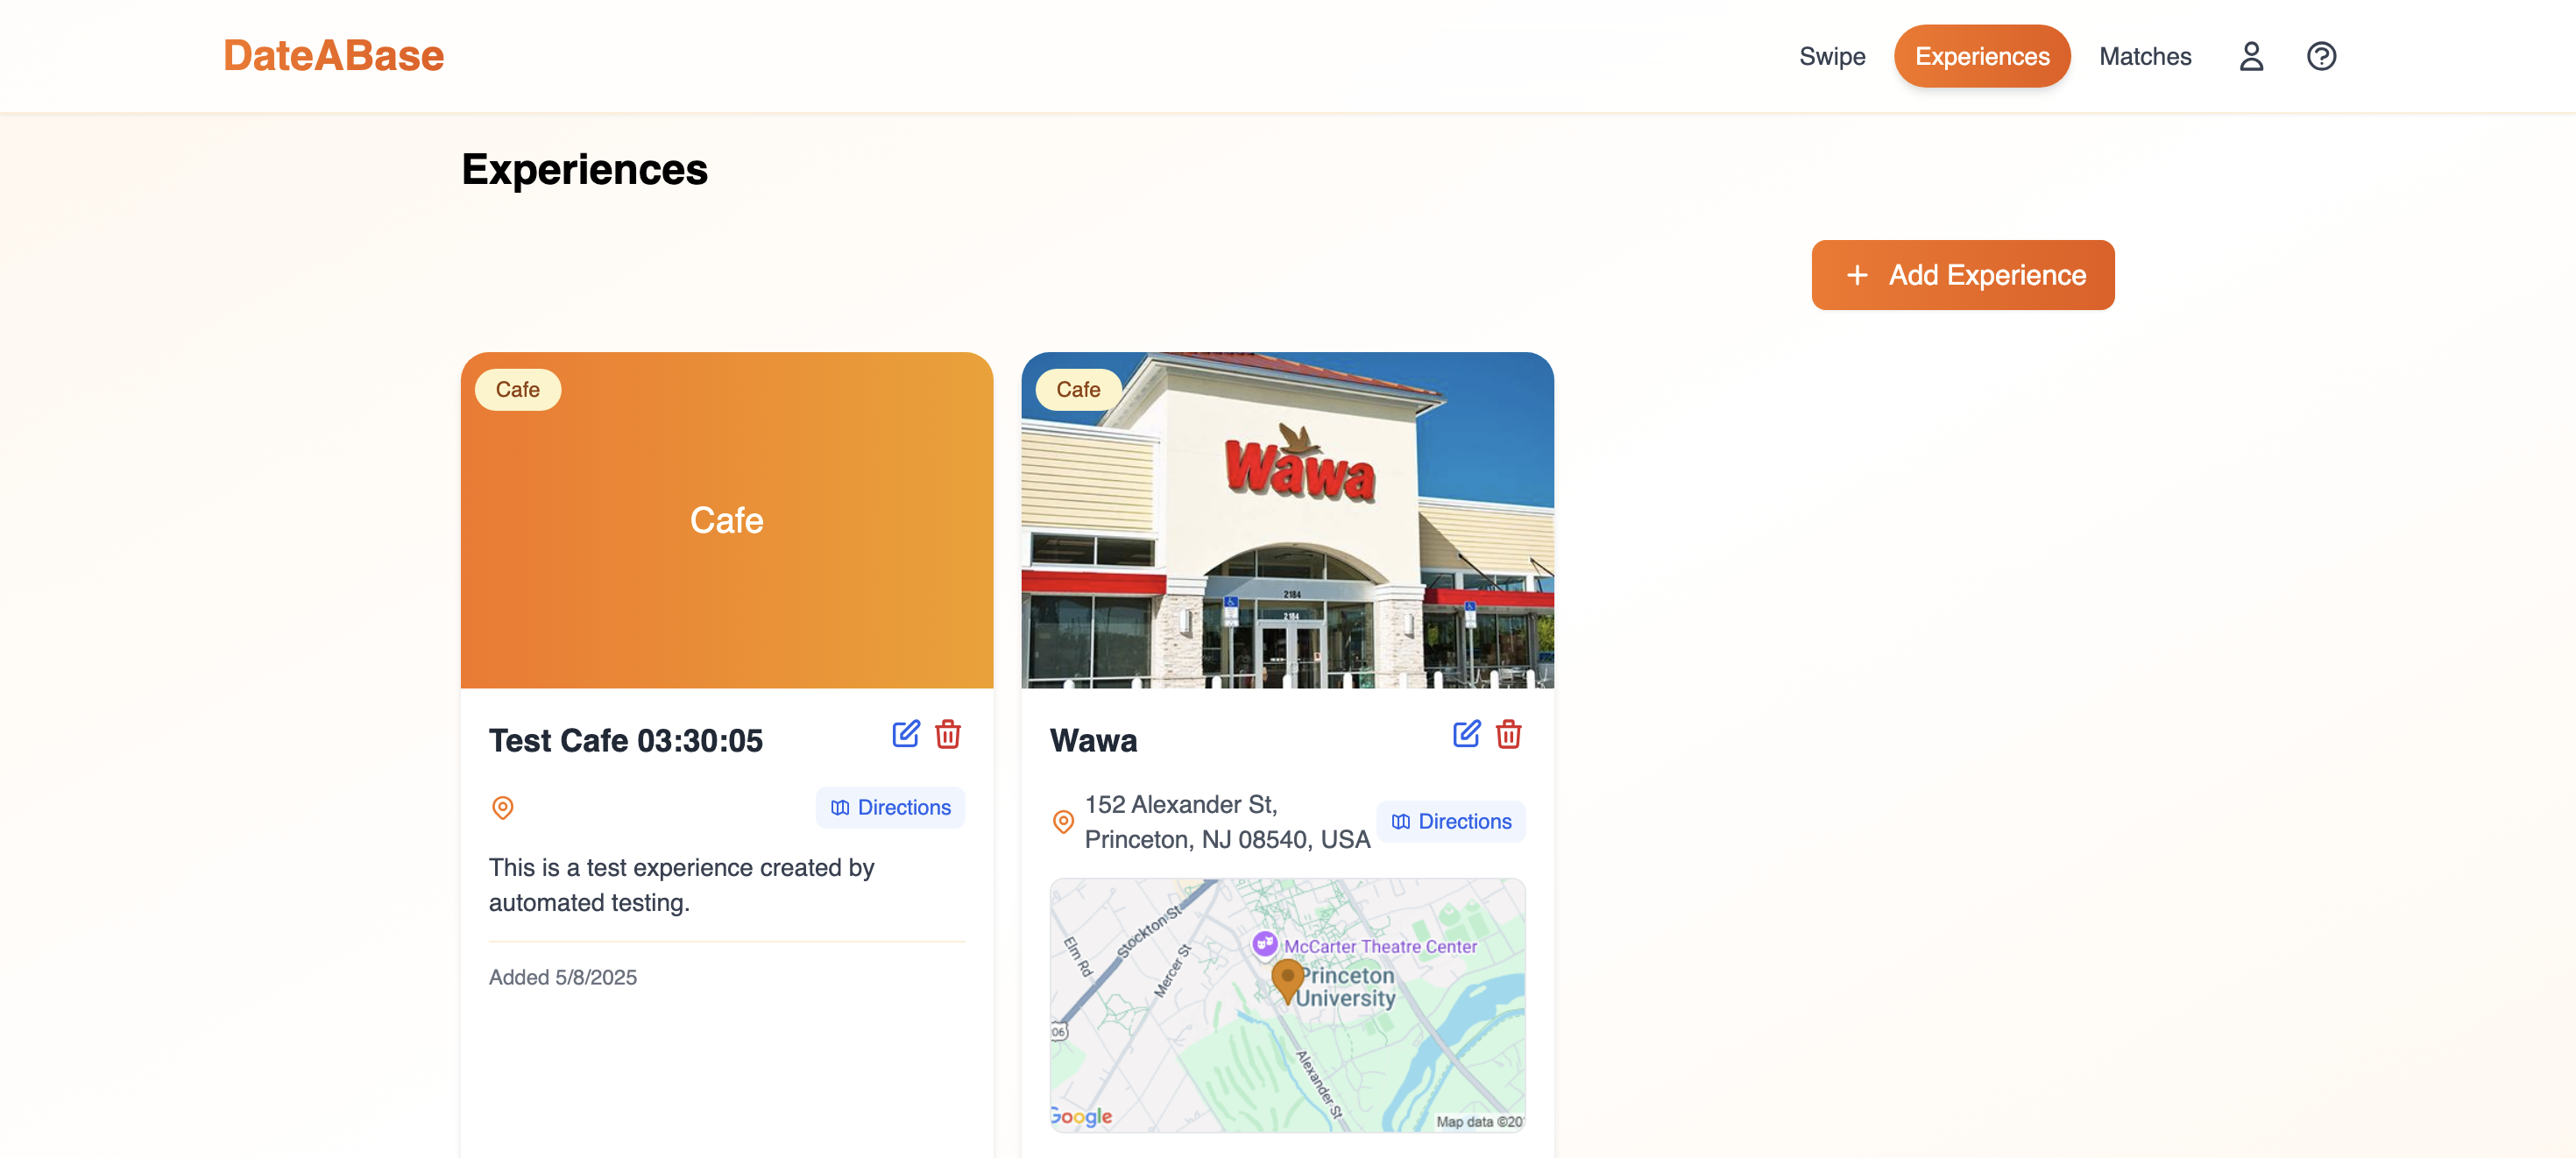 DateABase
Swipe
Experiences
Matches
Experiences
+ Add Experience
Cafe
Cafe
Test Cafe 03:30:05
Directions
This is a test experience created by
automated testing.
Added 5/8/2025
Cafe
Wawa
2184
2184
Wawa
152 Alexander St,
Princeton, NJ 08540, USA
Directions
Elm Rd
Stockton St
Mercer St
McCarter Theatre Center
Princeton
University
06
Alexander St
Google
Map data ©20